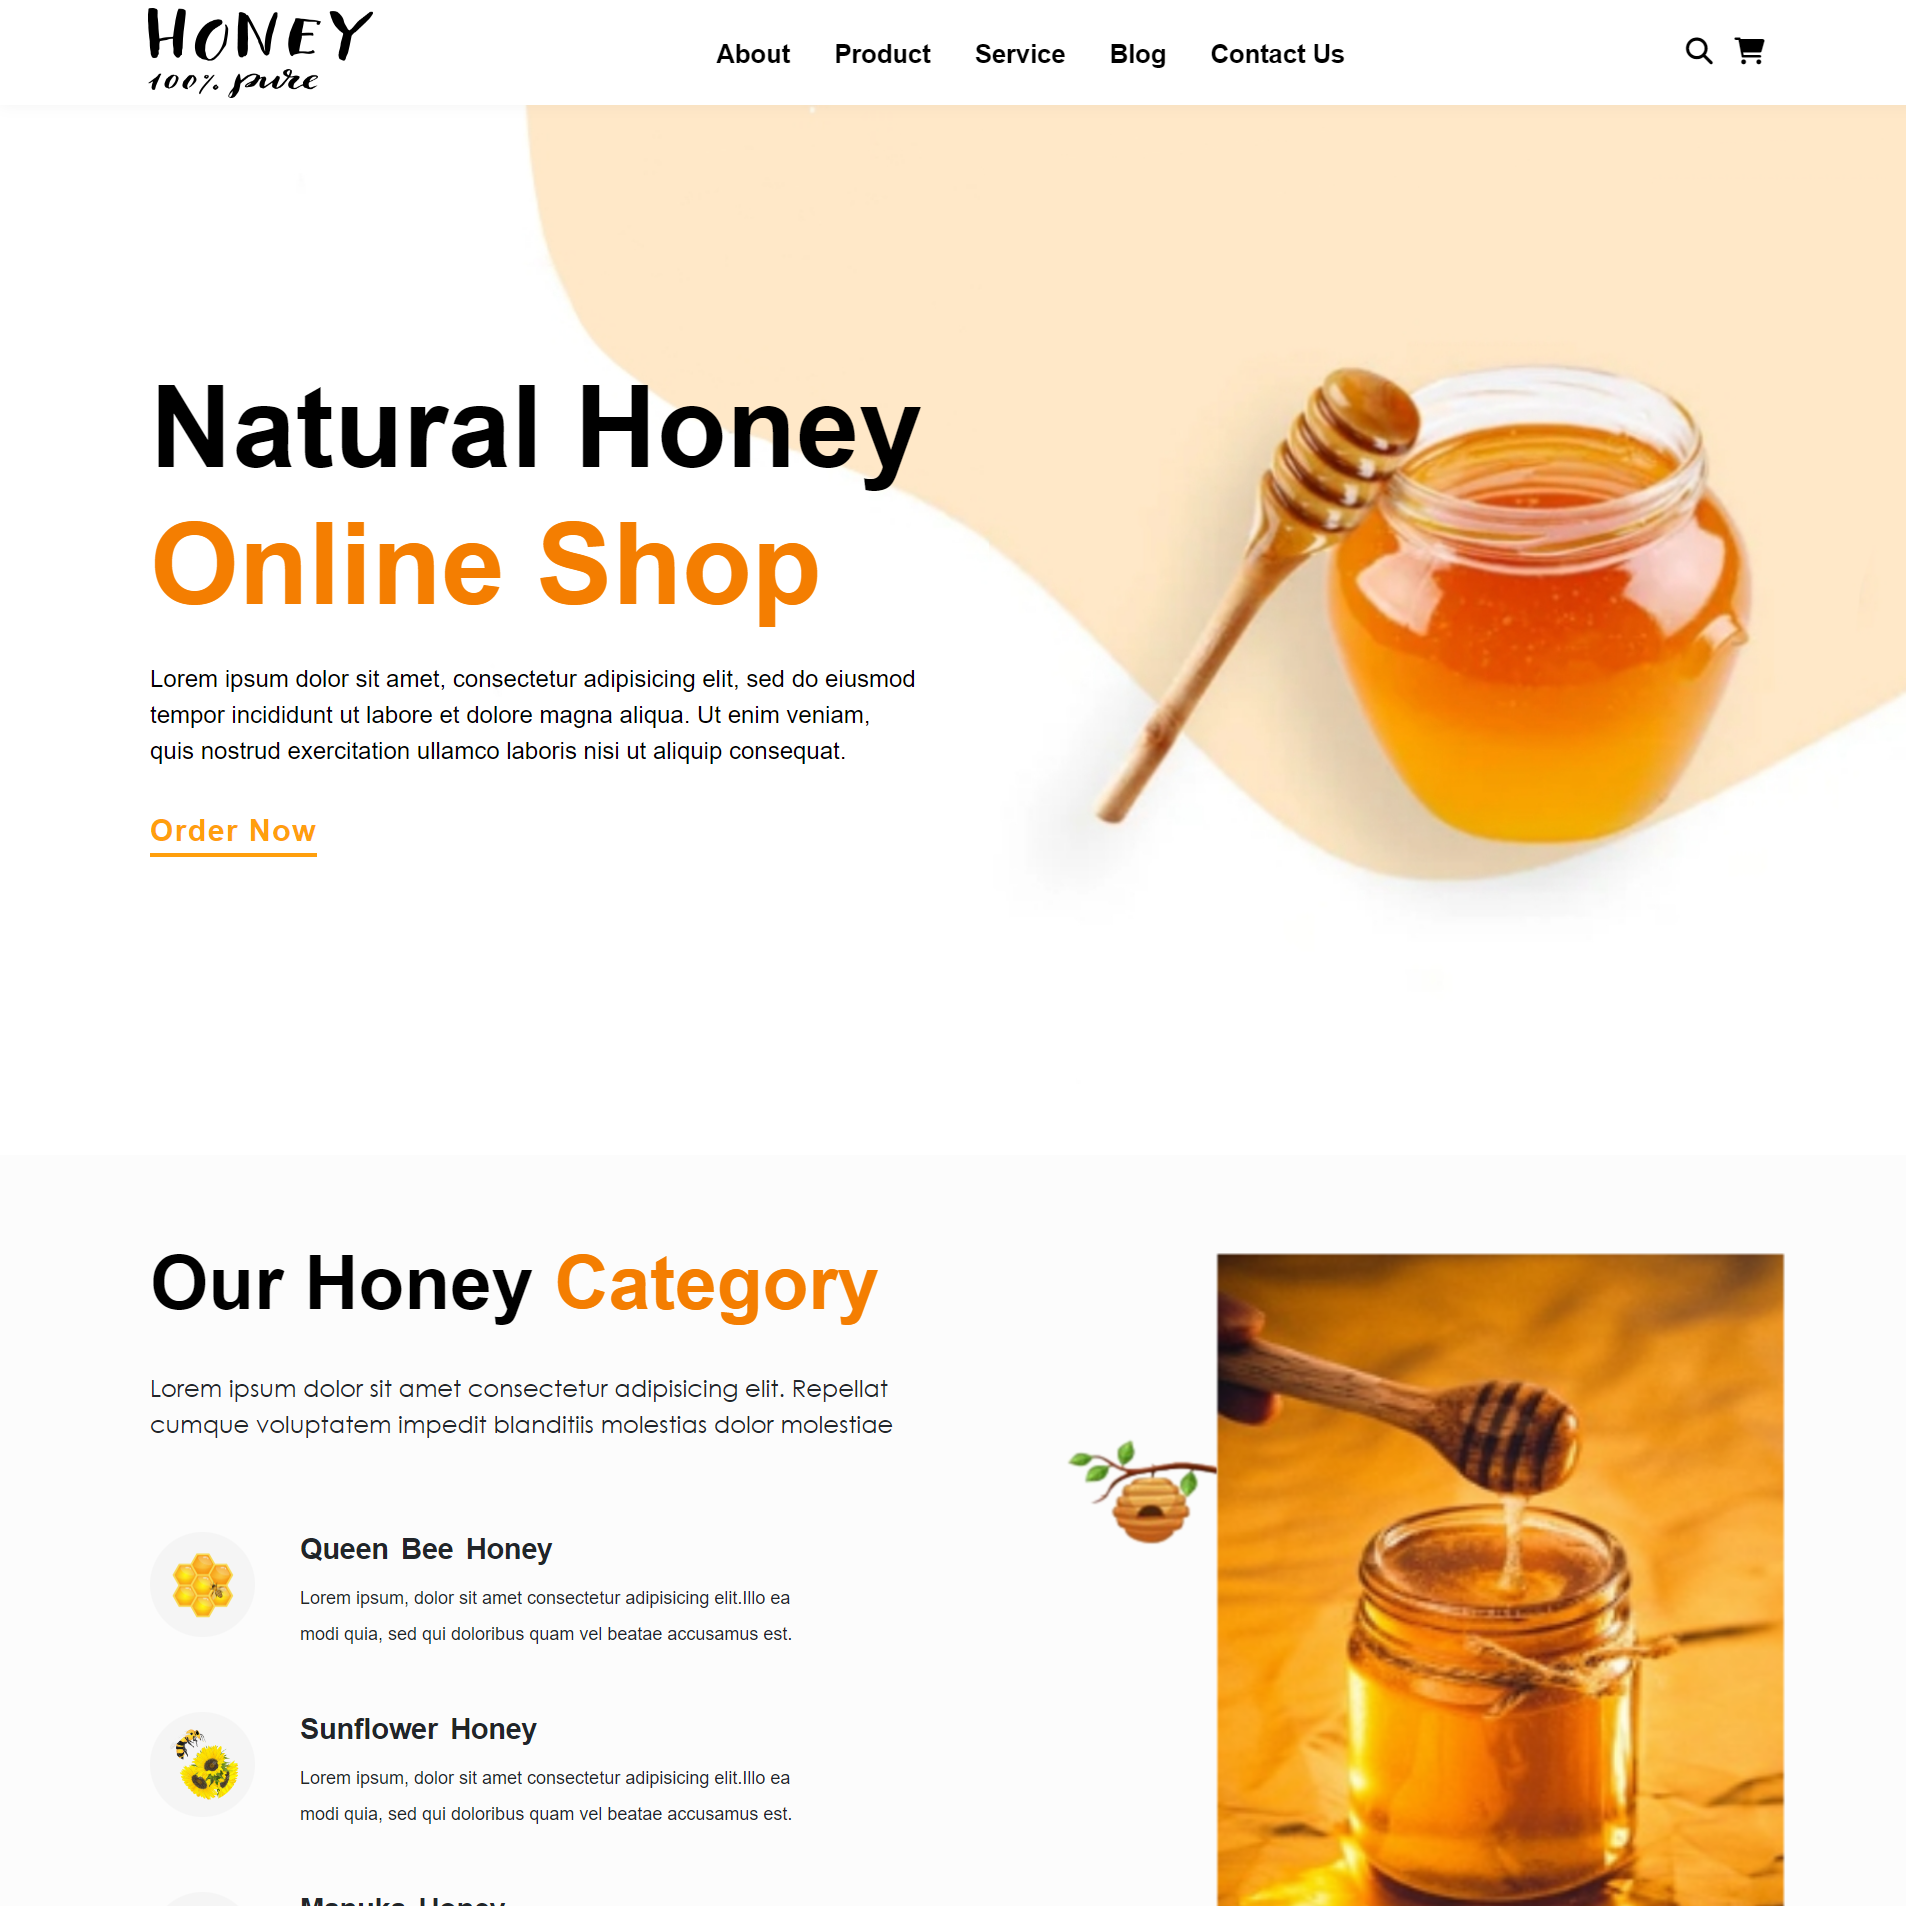 HONEY
100% pure
About Product Service Blog Contact Us
Natural Honey
Online Shop
Lorem ipsum dolor sit amet, consectetur adipisicing elit, sed do eiusmod
tempor incididunt ut labore et dolore magna aliqua. Ut enim veniam,
quis nostrud exercitation ullamco laboris nisi ut aliquip consequat.
Order Now
Our Honey Category
Lorem ipsum dolor sit amet consectetur adipisicing elit. Repellat
cumque voluptatem impedit blanditiis molestias dolor molestiae
Queen Bee Honey
Lorem ipsum, dolor sit amet consectetur adipisicing elit.Illo ea
modi quia, sed qui doloribus quam vel beatae accusamus est.
Sunflower Honey
Lorem ipsum, dolor sit amet consectetur adipisicing elit.Illo ea
modi quia, sed qui doloribus quam vel beatae accusamus est.
Manuka Honey